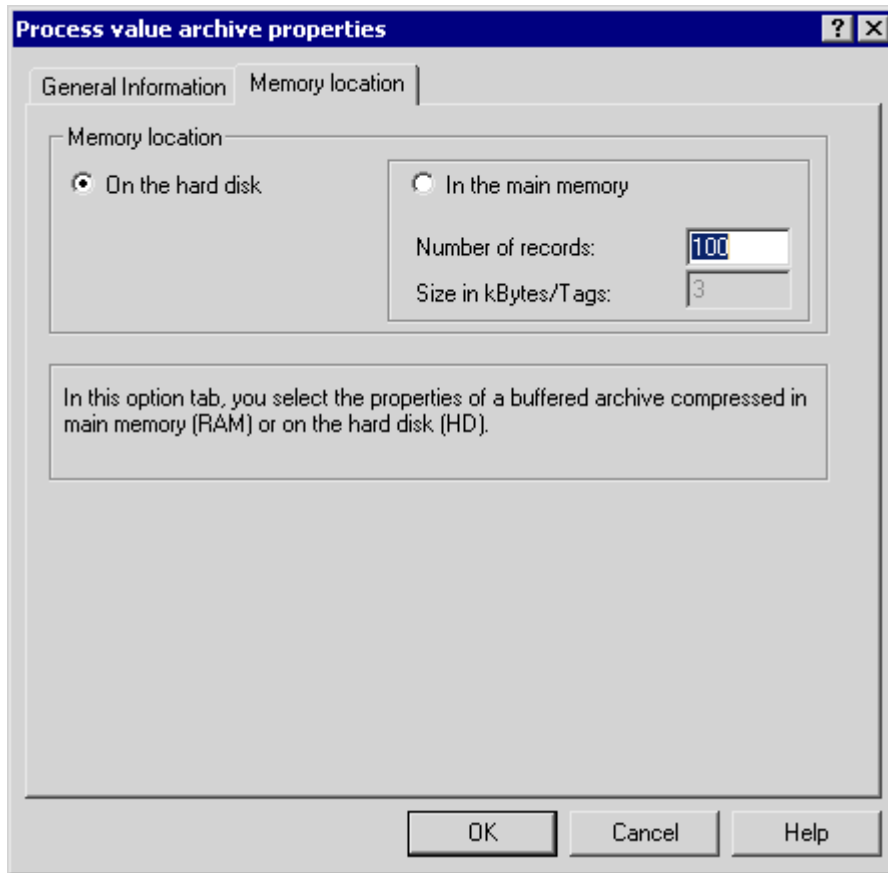 Process value archive properties
General Information Memory location
Memory location
On the hard disk
In the main memory
Number of records: 100
Size in kBytes/Tags: 3
In this option tab, you select the properties of a buffered archive compressed in
main memory (RAM) or on the hard disk (HD).
OK Cancel Help